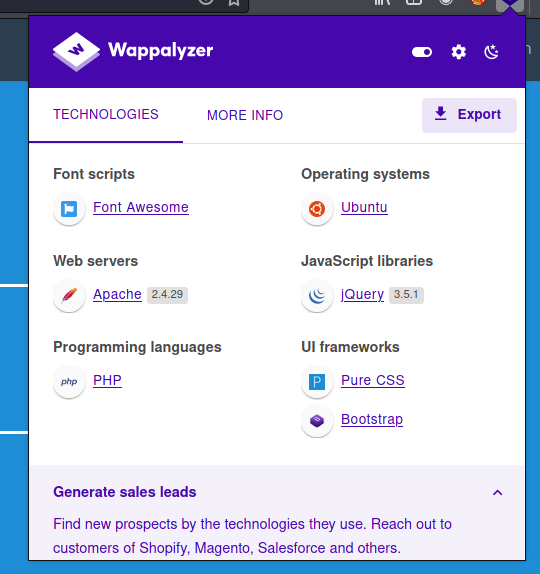 Wappalyzer
TECHNOLOGIES MORE INFO Export
Font scripts
Font Awesome
Operating systems
Ubuntu
Web servers
Apache 2.4.29
JavaScript libraries
jQuery 3.5.1
Programming languages
php PHP
UI frameworks
P Pure CSS
Bootstrap
Generate sales leads
Find new prospects by the technologies they use. Reach out to
customers of Shopify, Magento, Salesforce and others.